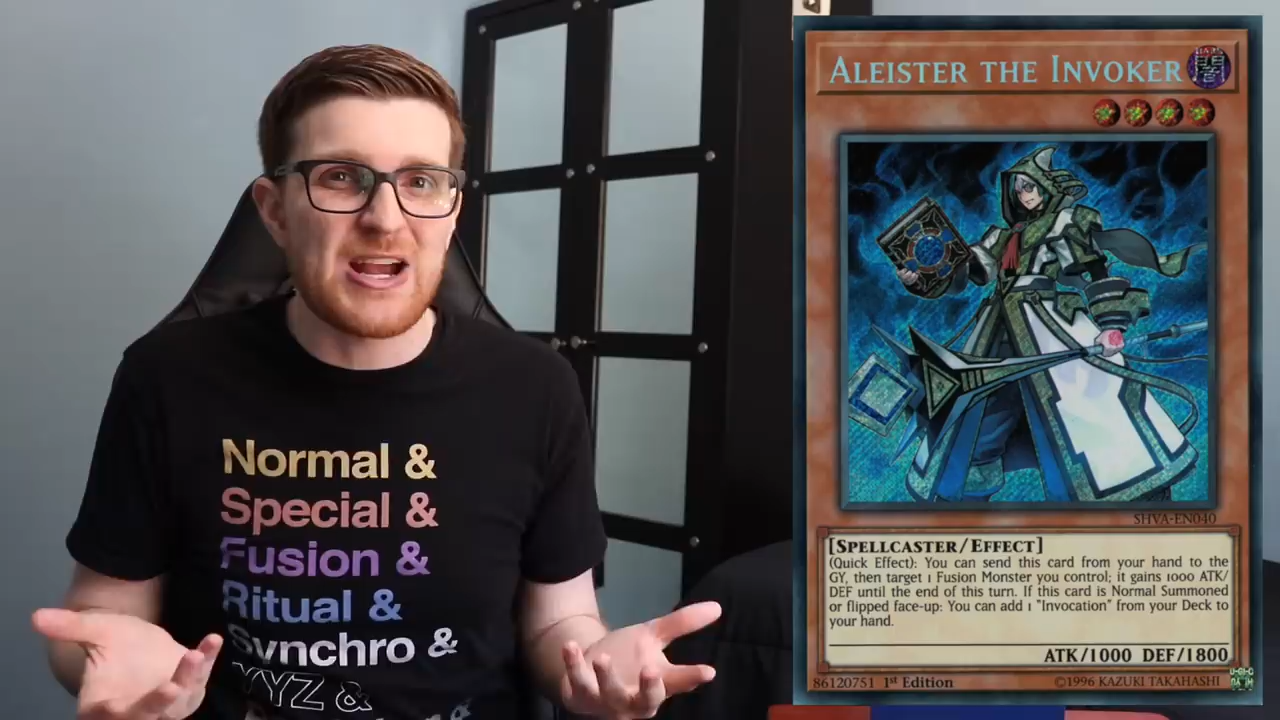 Normal &
Special &
Fusion &
Ritual &
Synchro &
XYZ &
&
ALEISTER THE INVOKER
SHVA-EN040
[SPELLCASTER/EFFECT]
(Quick Effect): You can send this card from your hand to the
GY, then target 1 Fusion Monster you control; it gains 1000 ATK/
DEF until the end of this turn. If this card is Normal Summoned
or flipped face-up: You can add 1 "Invocation" from your Deck to
your hand.
ATK/1000 DEF/1800
86120751 1st Edition
©1996 KAZUKI TAKAHASHI